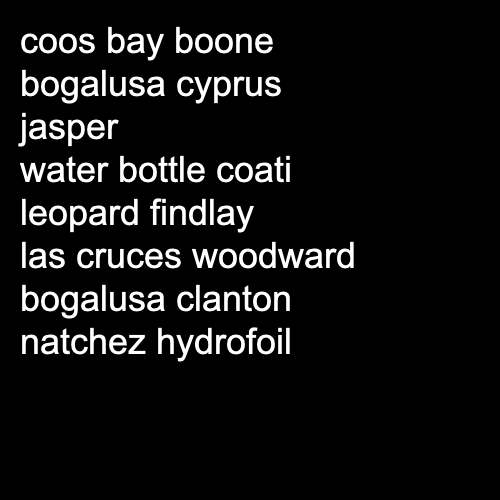 coos bay boone
bogalusa cyprus
jasper
water bottle coati
leopard findlay
las cruces woodward
bogalusa clanton
natchez hydrofoil